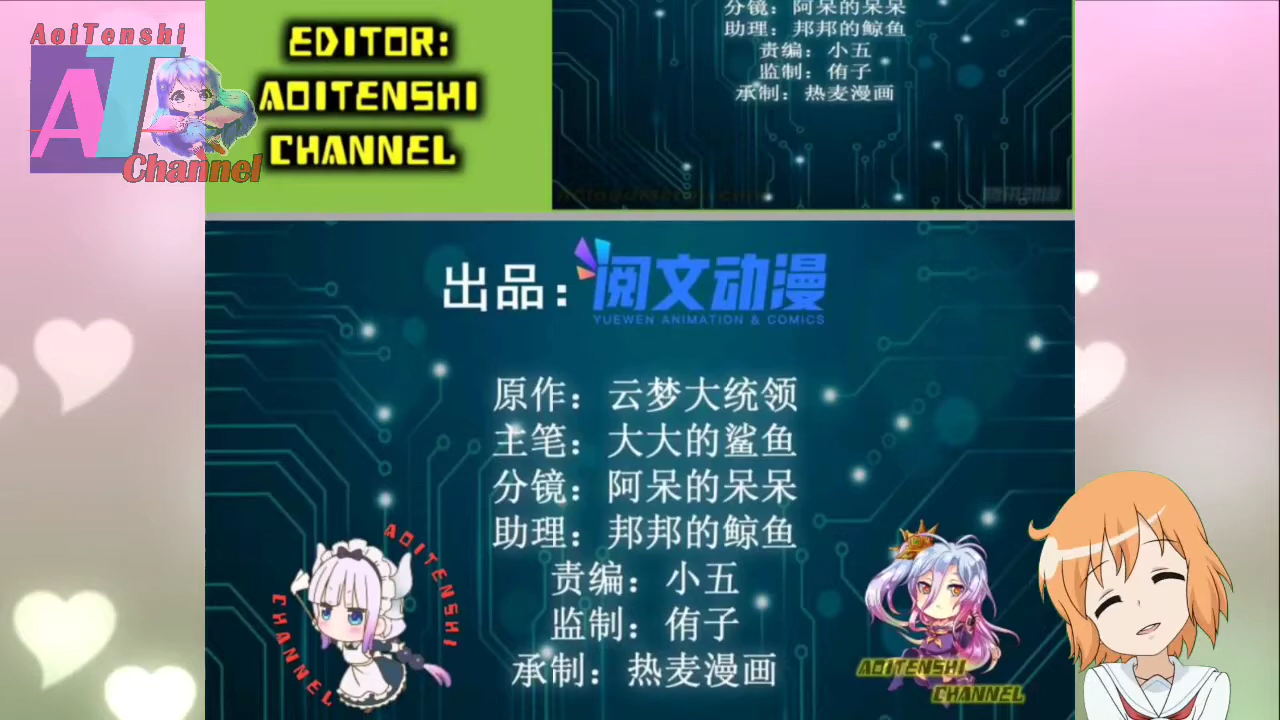 AoiTenshi
AT
Channel
EDITOR:
AOITENSHI
CHANNEL
分镜：阿呆的呆呆
助理：邦邦的鲸鱼
责编：小五
监制：侑子
承制：热麦漫画
腾讯动漫
出品：阅文动漫
YUEWEN ANIMATION & COMICS
原作：云梦大统领
主笔：大大的鲨鱼
分镜：阿呆的呆呆
助理：邦邦的鲸鱼
责编：小五
监制：侑子
承制：热麦漫画
AOITENSHI
CHANNEL
AOITENSHI
CHANNEL